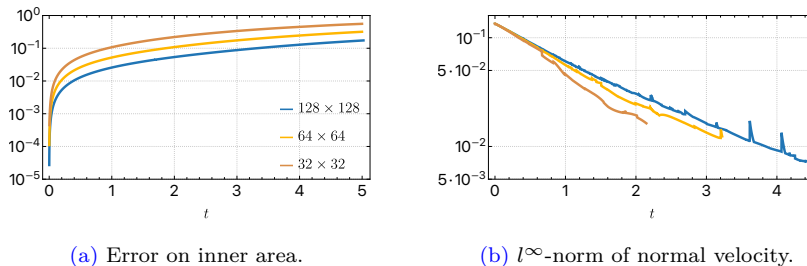 10⁰
10⁻¹
10⁻²
10⁻³
10⁻⁴
10⁻⁵
128 × 128
64 × 64
32 × 32
0 1 2 3 4 5
t
(a) Error on inner area.
10⁻¹
5·10⁻²
10⁻²
5·10⁻³
0 1 2 3 4
t
(b) l∞-norm of normal velocity.